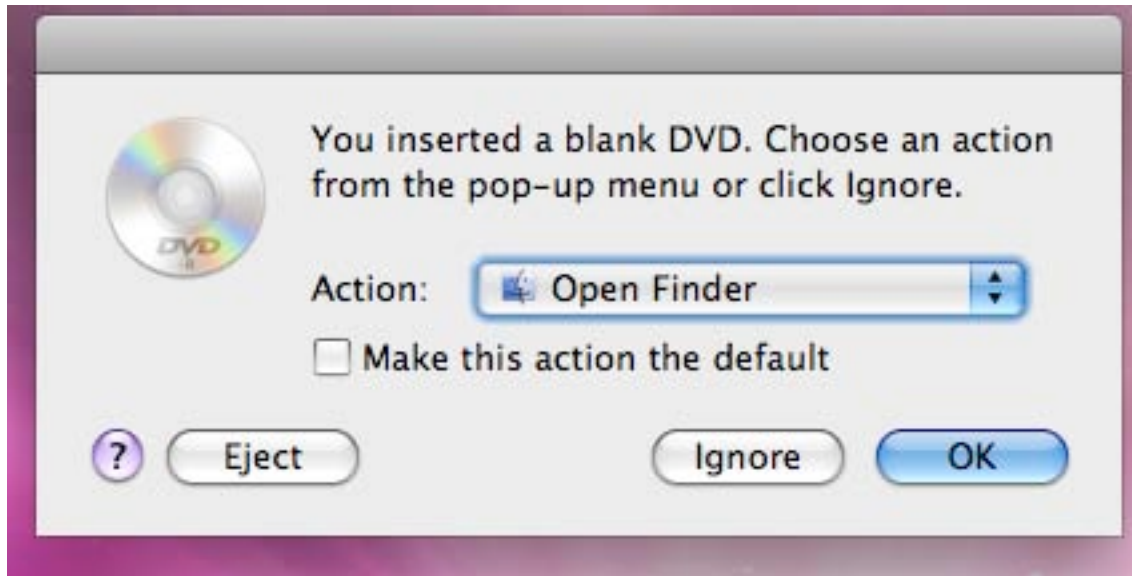 You inserted a blank DVD. Choose an action
from the pop-up menu or click Ignore.
DVD
R
Action:
Open Finder
Make this action the default
?
Eject
Ignore
OK